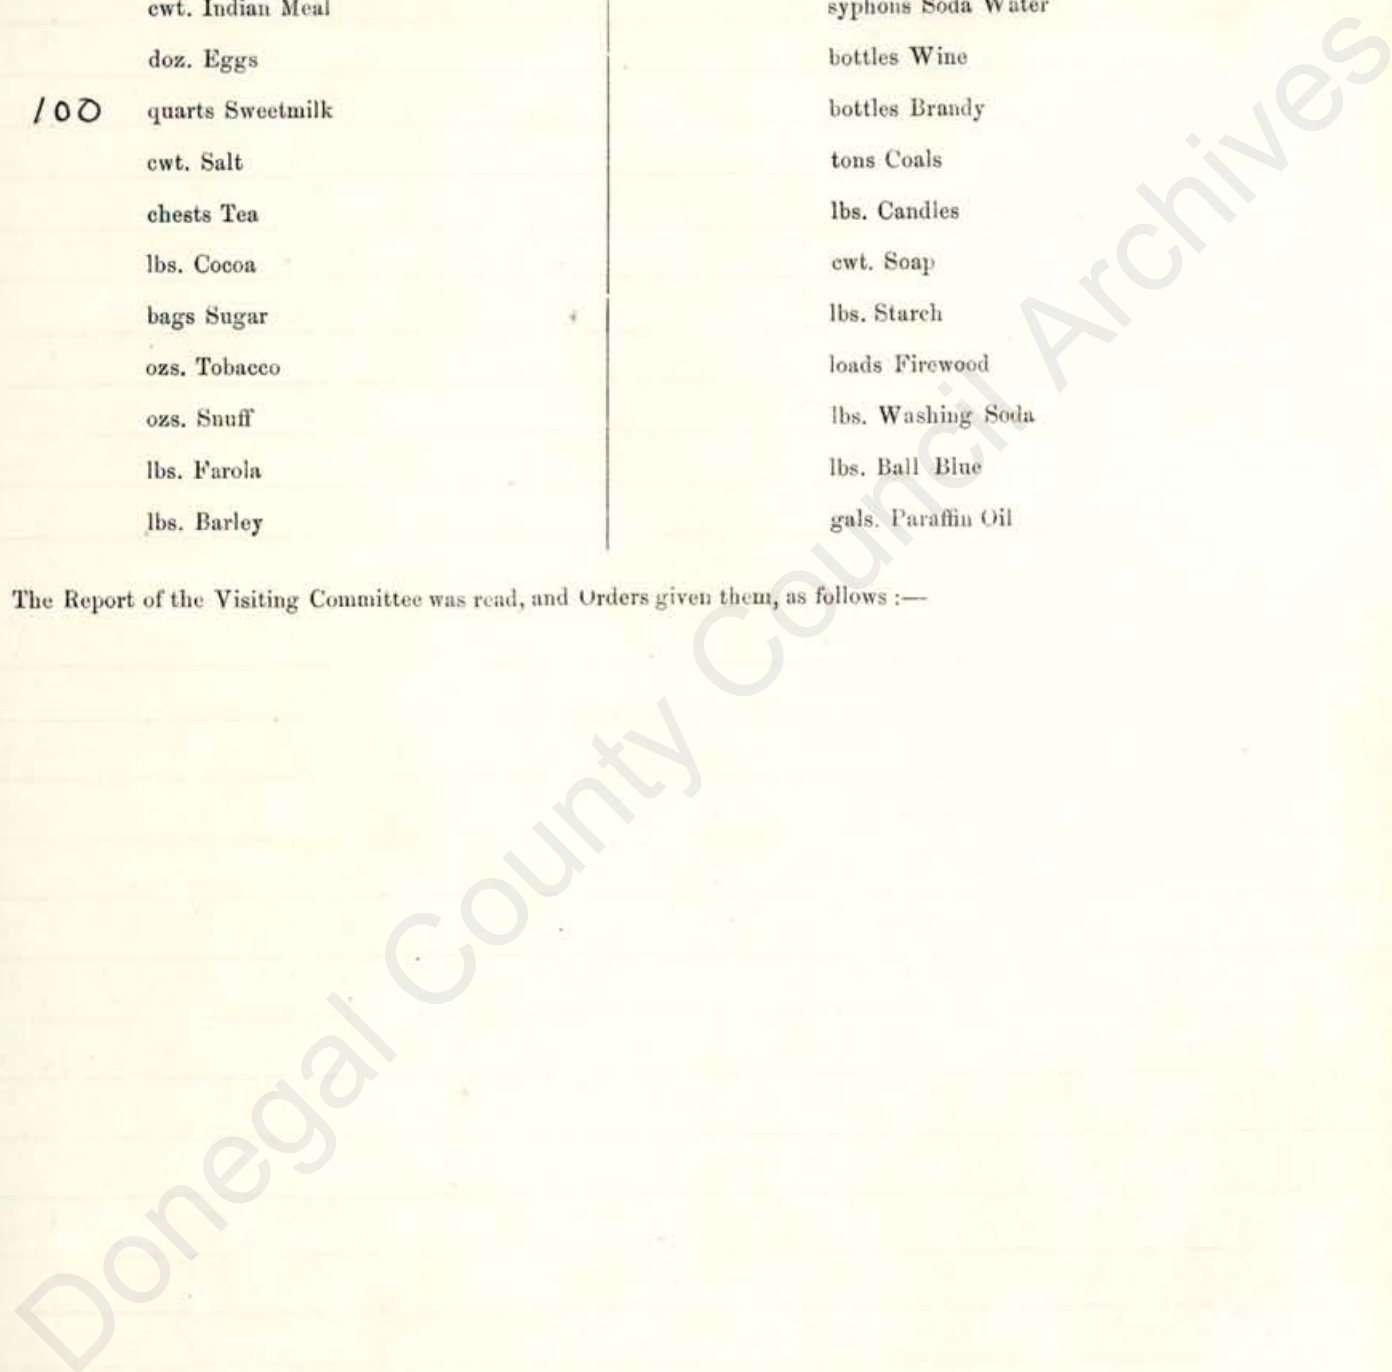 cwt. Indian Meal
doz. Eggs
100 quarts Sweetmilk
cwt. Salt
chests Tea
lbs. Cocoa
bags Sugar
ozs. Tobacco
ozs. Snuff
lbs. Farola
lbs. Barley
syphons Soda Water
bottles Wine
bottles Brandy
tons Coals
lbs. Candles
cwt. Soap
lbs. Starch
loads Firewood
lbs. Washing Soda
lbs. Ball Blue
gals. Paraffin Oil
The Report of the Visiting Committee was read, and Orders given them, as follows :—
Donegal County Council Archives